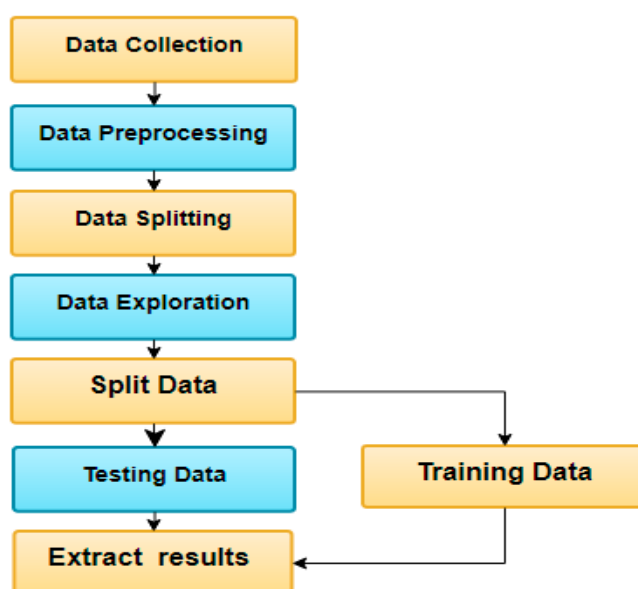 Data Collection
Data Preprocessing
Data Splitting
Data Exploration
Split Data
Testing Data
Training Data
Extract results